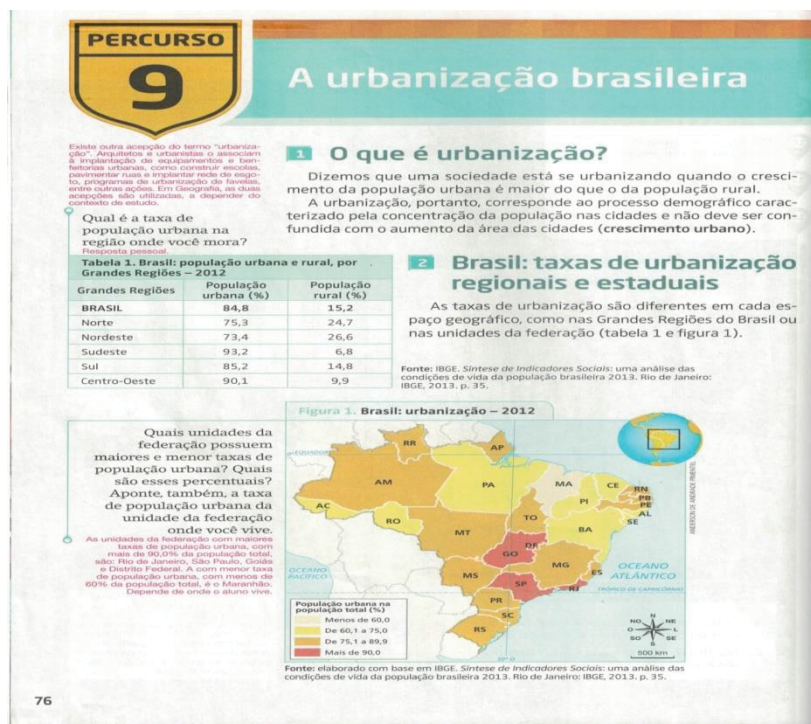 PERCURSO
9
A urbanização brasileira
Existe outra acepção do termo "urbaniza-
ção". Arquitetos e urbanistas o associam
à implantação de equipamentos e ben-
feitorias urbanas, como construir escolas,
pavimentar ruas e implantar rede de esgo-
to, programas de urbanização de favelas,
entre outras ações. Em Geografia, as duas
acepções são utilizadas, a depender do
contexto de estudo.
Qual é a taxa de
população urbana na
região onde você mora?
Resposta pessoal.
1 O que é urbanização?
Dizemos que uma sociedade está se urbanizando quando o cresci-
mento da população urbana é maior do que o da população rural.
A urbanização, portanto, corresponde ao processo demográfico carac-
terizado pela concentração da população nas cidades e não deve ser con-
fundida com o aumento da área das cidades (crescimento urbano).
Tabela 1. Brasil: população urbana e rural, por
Grandes Regiões – 2012
Grandes Regiões População urbana (%) População rural (%)
BRASIL 84,8 15,2
Norte 75,3 24,7
Nordeste 73,4 26,6
Sudeste 93,2 6,8
Sul 85,2 14,8
Centro-Oeste 90,1 9,9
2 Brasil: taxas de urbanização
regionais e estaduais
As taxas de urbanização são diferentes em cada es-
paço geográfico, como nas Grandes Regiões do Brasil ou
nas unidades da federação (tabela 1 e figura 1).
Fonte: IBGE. Síntese de Indicadores Sociais: uma análise das
condições de vida da população brasileira 2013. Rio de Janeiro:
IBGE, 2013. p. 35.
Quais unidades da
federação possuem
maiores e menor taxas de
população urbana? Quais
são esses percentuais?
Aponte, também, a taxa
de população urbana da
unidade da federação
onde você vive.
As unidades da federação com maiores
taxas de população urbana, com
mais de 90,0% da população total,
são: Rio de Janeiro, São Paulo, Goiás
e Distrito Federal. A com menor taxa
de população urbana, com menos de
60% da população total, é o Maranhão.
Depende de onde o aluno vive.
Figura 1. Brasil: urbanização – 2012
EQUADOR
RR
AP
AM
PA
MA
CE
RN
PB
PE
AL
SE
PI
AC
RO
TO
BA
MT
DF
GO
MG
ES
MS
SP
RJ
PR
SC
RS
OCEANO
PACÍFICO
OCEANO
ATLÂNTICO
TRÓPICO DE CAPRICÓRNIO
ANDERSON DE ANDRADE PIMENTEL
População urbana na
população total (%)
Menos de 60,0
De 60,1 a 75,0
De 75,1 a 89,9
Mais de 90,0
N
NO
NE
O
L
SO
SE
S
500 km
Fonte: elaborado com base em IBGE. Síntese de Indicadores Sociais: uma análise das
condições de vida da população brasileira 2013. Rio de Janeiro: IBGE, 2013. p. 35.
76